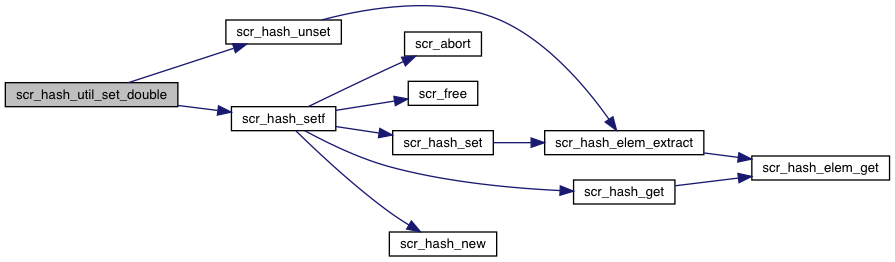 scr_hash_util_set_double
scr_hash_unset
scr_hash_setf
scr_abort
scr_free
scr_hash_set
scr_hash_get
scr_hash_new
scr_hash_elem_extract
scr_hash_elem_get